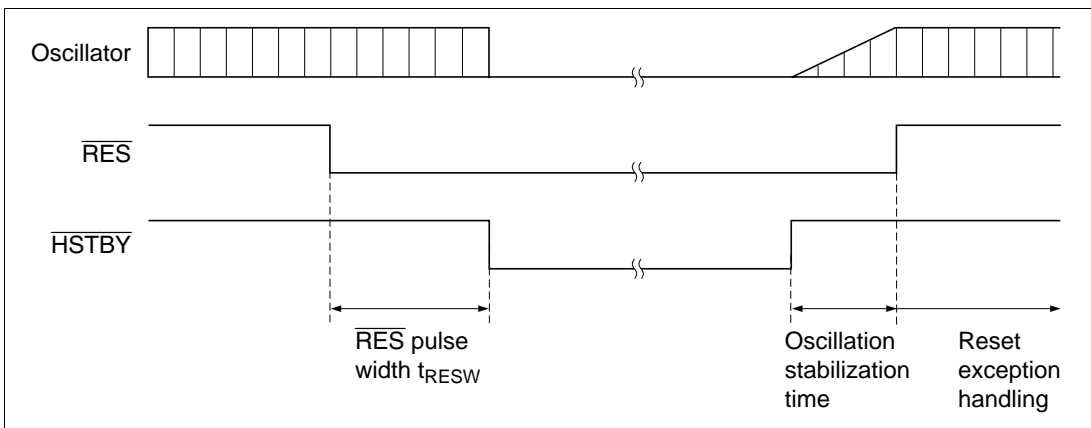 Oscillator
RES
HSTBY
RES pulse
width tRESW
Oscillation
stabilization
time
Reset
exception
handling